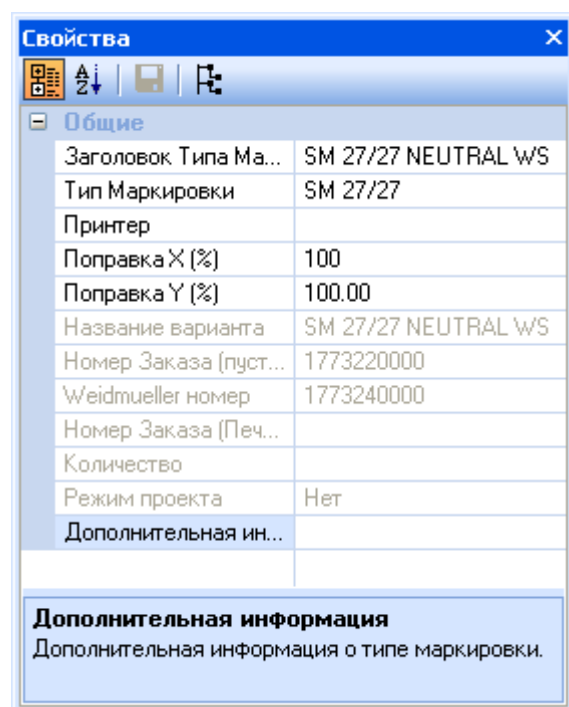 Свойства
Общие
Заголовок Типа Ма... SM 27/27 NEUTRAL WS
Тип Маркировки SM 27/27
Принтер
Поправка X (%) 100
Поправка Y (%) 100.00
Название варианта SM 27/27 NEUTRAL WS
Номер Заказа (пуст... 1773220000
Weidmueller номер 1773240000
Номер Заказа (Печ...
Количество
Режим проекта Нет
Дополнительная ин...
Дополнительная информация
Дополнительная информация о типе маркировки.